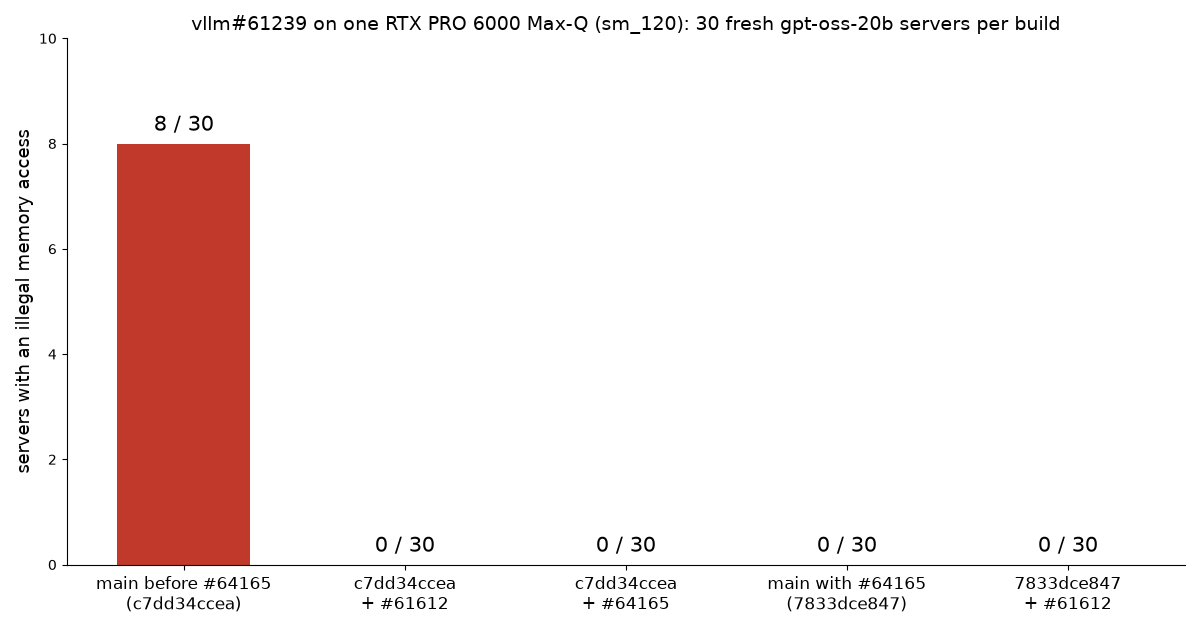 vllm#61239 on one RTX PRO 6000 Max-Q (sm_120): 30 fresh gpt-oss-20b servers per build
servers with an illegal memory access
10
8
6
4
2
0
8 / 30
0 / 30
0 / 30
0 / 30
0 / 30
main before #64165
(c7dd34ccea)
c7dd34ccea
+ #61612
c7dd34ccea
+ #64165
main with #64165
(7833dce847)
7833dce847
+ #61612